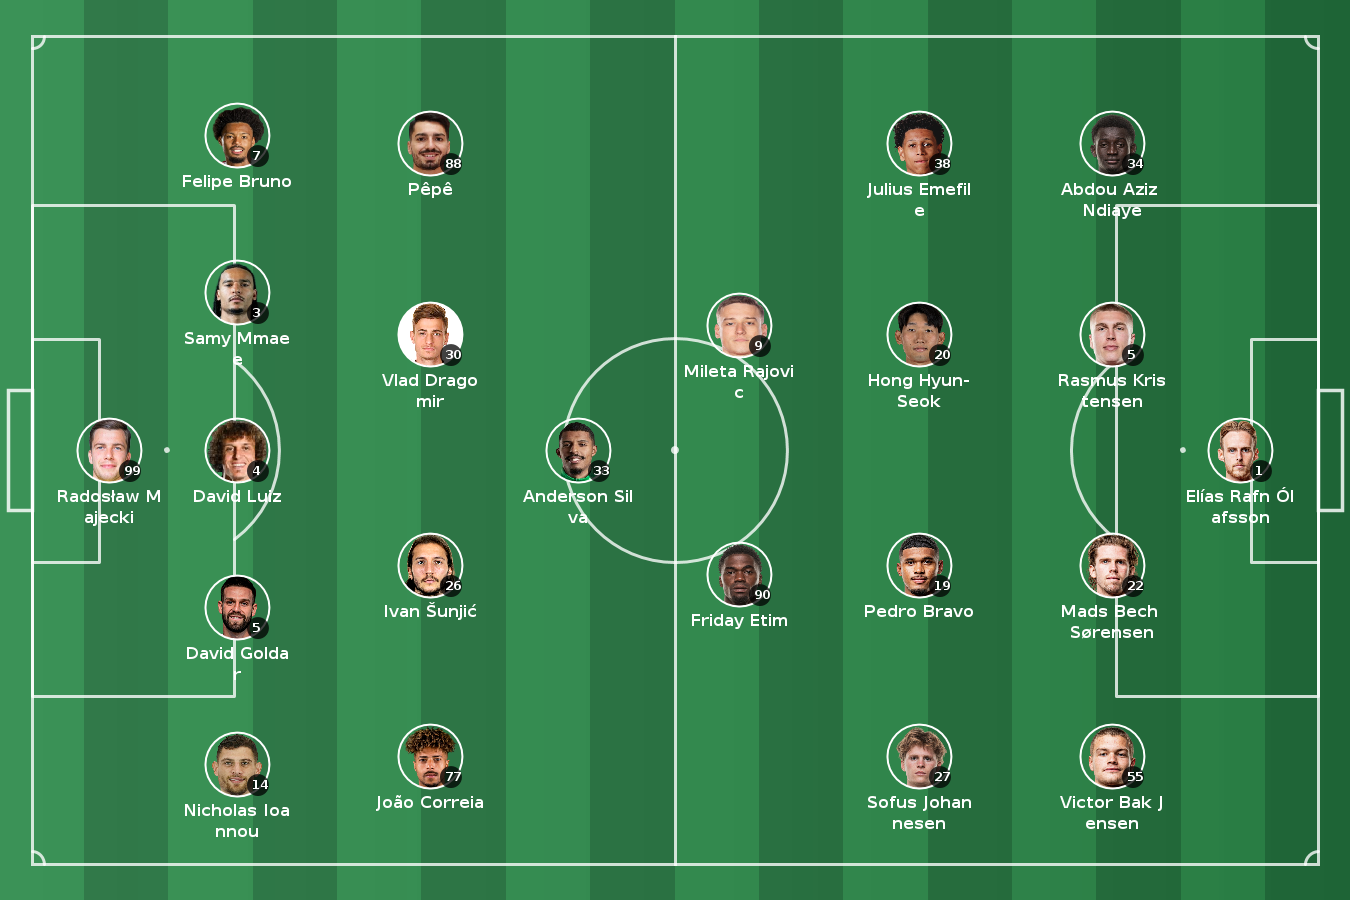 7
Felipe Bruno
88
Pêpê
38
Julius Emefil
e
34
Abdou Aziz
Ndiaye
3
Samy Mmae
e
30
Vlad Drago
mir
9
Mileta Rajovi
c
20
Hong Hyun-
Seok
5
Rasmus Kris
tensen
99
Radosław M
ajecki
4
David Luiz
33
Anderson Sil
va
1
Elías Rafn Ól
afsson
5
David Golda
r
26
Ivan Šunjić
90
Friday Etim
19
Pedro Bravo
22
Mads Bech
Sørensen
14
Nicholas Ioa
nnou
77
João Correia
27
Sofus Johan
nesen
55
Victor Bak J
ensen